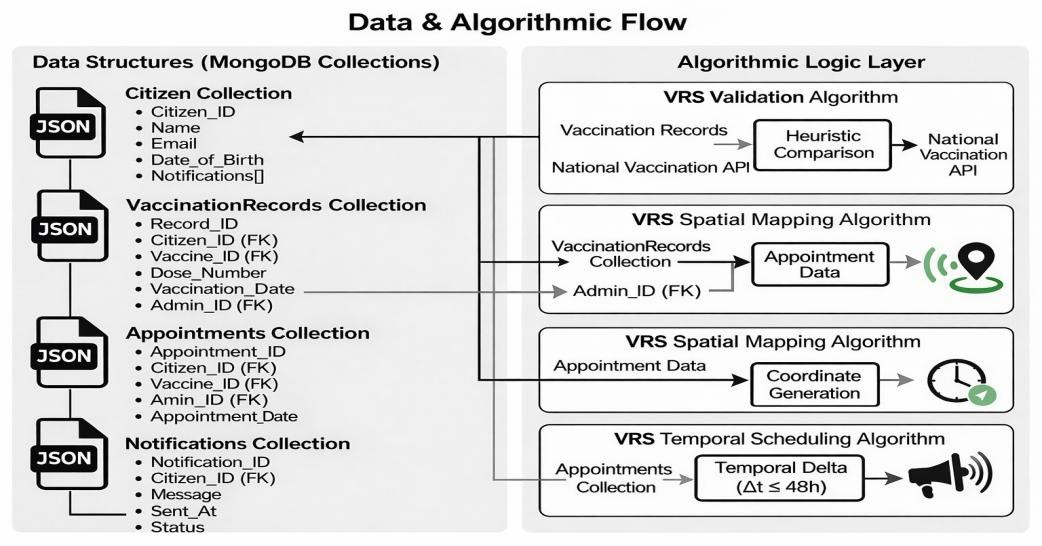 Data & Algorithmic Flow
Data Structures (MongoDB Collections)
JSON
Citizen Collection
• Citizen_ID
• Name
• Email
• Date_of_Birth
• Notifications[]
JSON
VaccinationRecords Collection
• Record_ID
• Citizen_ID (FK)
• Vaccine_ID (FK)
• Dose_Number
• Vaccination_Date
• Admin_ID (FK)
JSON
Appointments Collection
• Appointment_ID
• Citizen_ID (FK)
• Vaccine_ID (FK)
• Amin_ID (FK)
• Appointment_Date
JSON
Notifications Collection
• Notification_ID
• Citizen_ID (FK)
• Message
• Sent_At
• Status
Algorithmic Logic Layer
VRS Validation Algorithm
Vaccination Records
National Vaccination API
Heuristic
Comparison
National
Vaccination
API
VRS Spatial Mapping Algorithm
VaccinationRecords
Collection
Admin_ID (FK)
Appointment
Data
VRS Spatial Mapping Algorithm
Appointment Data
Coordinate
Generation
VRS Temporal Scheduling Algorithm
Appointments
Collection
Temporal Delta
(Δt ≤ 48h)